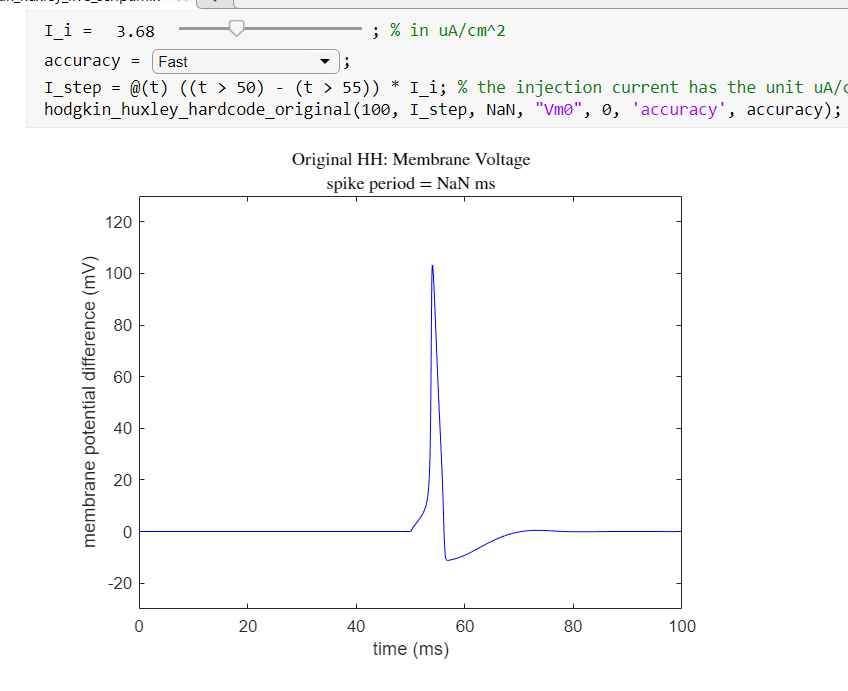 I_i = 3.68 ; % in uA/cm^2
accuracy = Fast ;
I_step = @(t) ((t > 50) - (t > 55)) * I_i; % the injection current has the unit uA/c
hodgkin_huxley_hardcode_original(100, I_step, NaN, "Vm0", 0, 'accuracy', accuracy);
Original HH: Membrane Voltage
spike period = NaN ms
membrane potential difference (mV)
120
100
80
60
40
20
0
-20
0 20 40 60 80 100
time (ms)